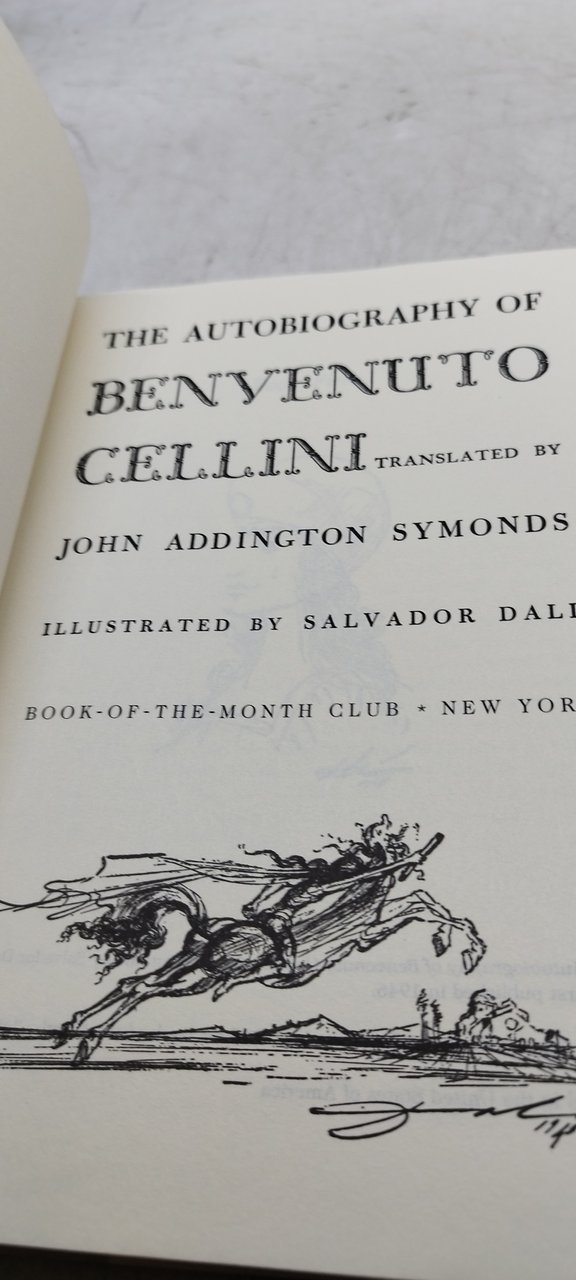 THE AUTOBIOGRAPHY OF
BENVENUTO
CELLINI TRANSLATED BY
JOHN ADDINGTON SYMONDS
ILLUSTRATED BY SALVADOR DALI
BOOK-OF-THE-MONTH CLUB * NEW YOR